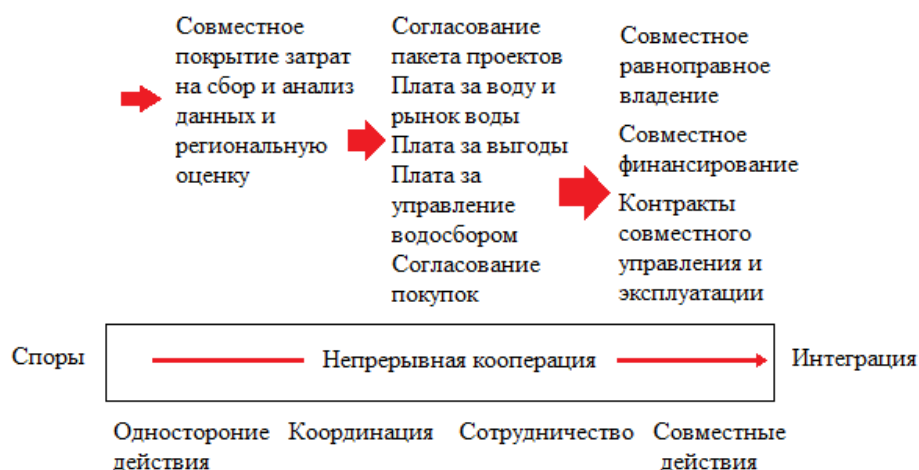 Совместное
покрытие затрат
на сбор и анализ
данных и
региональную
оценку
Согласование
пакета проектов
Плата за воду и
рынок воды
Плата за выгоды
Плата за
управление
водосбором
Согласование
покупок
Совместное
равноправное
владение
Совместное
финансирование
Контракты
совместного
управления и
эксплуатации
Споры
Непрерывная кооперация
Интеграция
Одностороние
действия
Координация
Сотрудничество
Совместные
действия